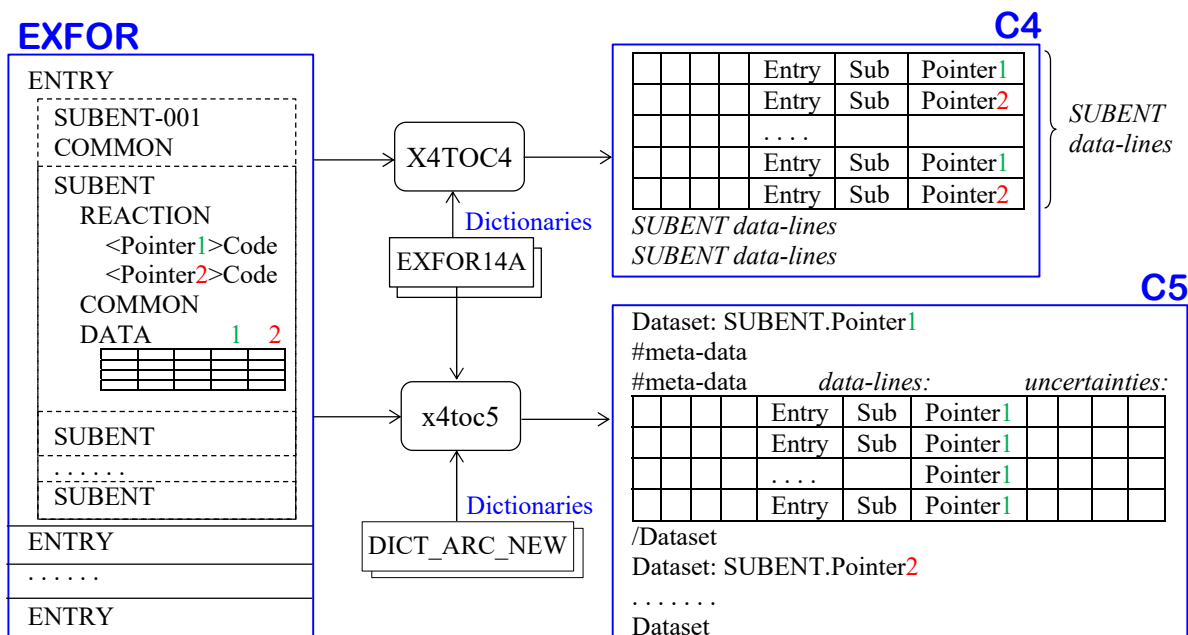 EXFOR
ENTRY
SUBENT-001
COMMON
SUBENT
REACTION
<Pointer1>Code
<Pointer2>Code
COMMON
DATA 1 2
SUBENT
. . . . . .
SUBENT
ENTRY
. . . . . .
ENTRY
X4TOC4
Dictionaries
EXFOR14A
x4toc5
Dictionaries
DICT_ARC_NEW
C4
Entry Sub Pointer1
Entry Sub Pointer2
. . . .
Entry Sub Pointer1
Entry Sub Pointer2
SUBENT data-lines
SUBENT data-lines
SUBENT
data-lines
C5
Dataset: SUBENT.Pointer1
#meta-data
#meta-data data-lines: uncertainties:
Entry Sub Pointer1
Entry Sub Pointer1
. . . . Pointer1
Entry Sub Pointer1
/Dataset
Dataset: SUBENT.Pointer2
. . . . . . .
Dataset